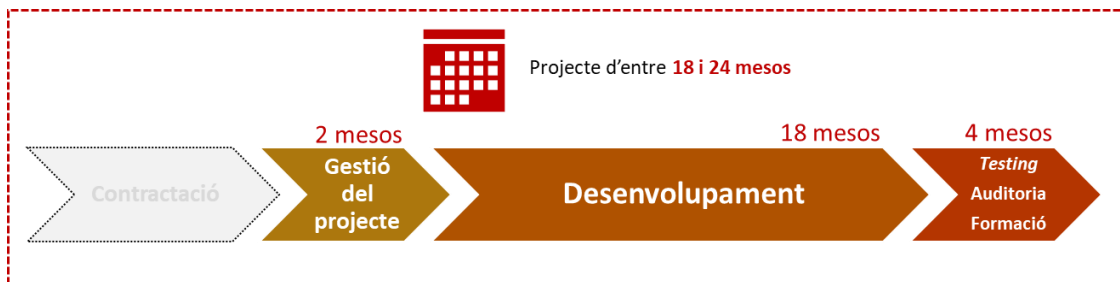 Projecte d'entre 18 i 24 mesos
2 mesos
18 mesos
4 mesos
Contractació
Gestió
del
projecte
Desenvolupament
Testing
Auditoria
Formació